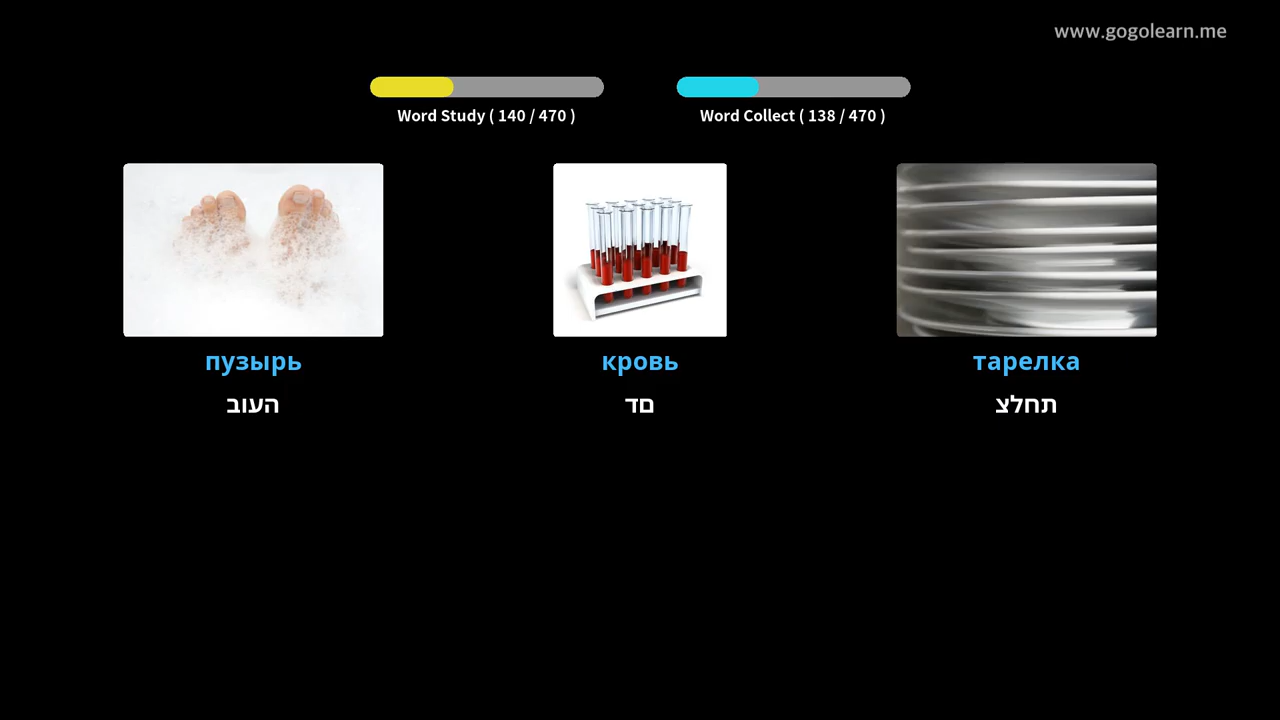 www.gogolearn.me
Word Study ( 140 / 470 )
Word Collect ( 138 / 470 )
пузырь
העוב
кровь
םד
тарелка
תחלצ